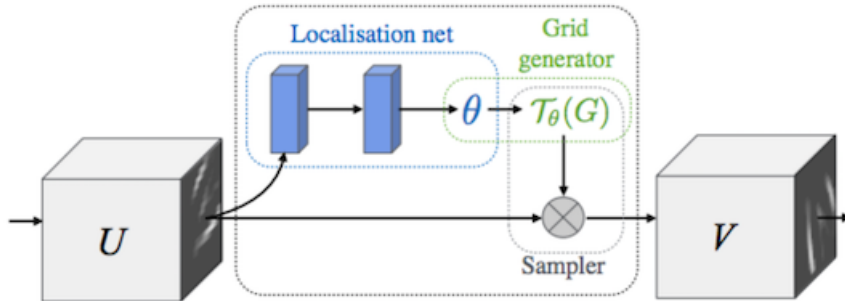 Localisation net
Grid
generator
θ
𝒯θ(G)
U
V
Sampler